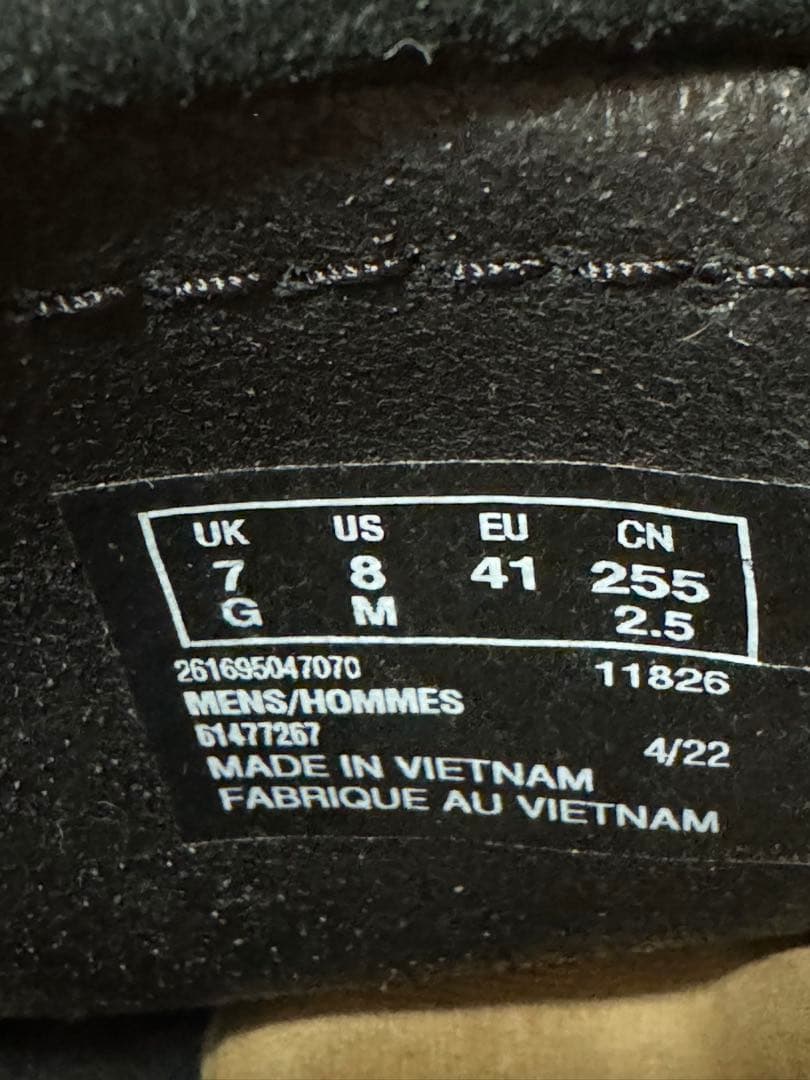 UK US EU CN
7 8 41 255
G M 2.5
261695047070 11826
MENS/HOMMES
61477267 4/22
MADE IN VIETNAM
FABRIQUE AU VIETNAM